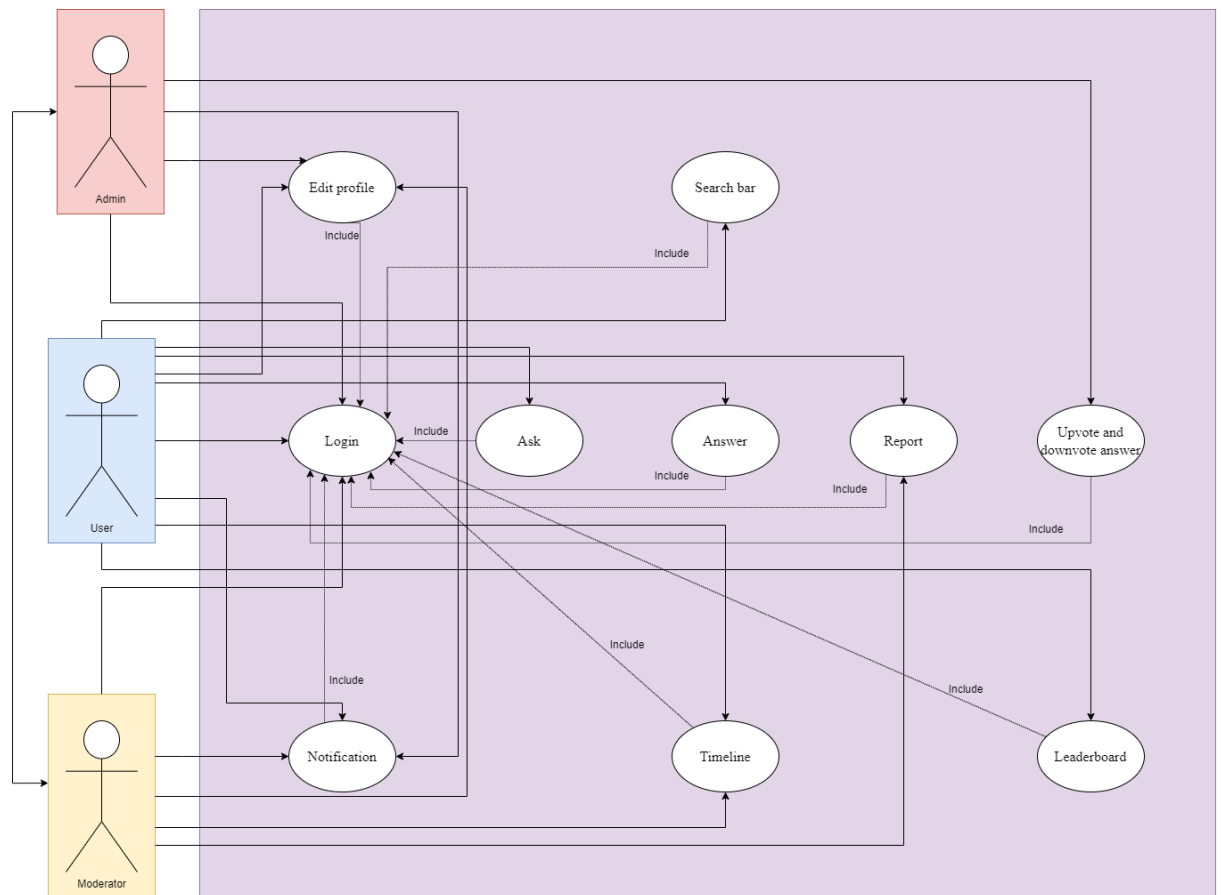 Admin
Edit profile
Search bar
Include
Include
User
Login
Include
Ask
Answer
Report
Upvote and
downvote answer
Include
Include
Include
Include
Include
Include
Moderator
Notification
Timeline
Leaderboard